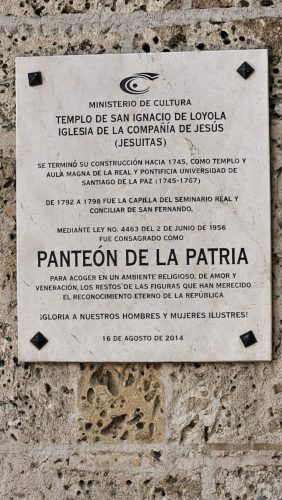 MINISTERIO DE CULTURA
TEMPLO DE SAN IGNACIO DE LOYOLA
IGLESIA DE LA COMPAÑÍA DE JESÚS
(JESUITAS)
SE TERMINÓ SU CONSTRUCCIÓN HACIA 1745, COMO TEMPLO Y
AULA MAGNA DE LA REAL Y PONTIFICIA UNIVERSIDAD DE
SANTIAGO DE LA PAZ (1745-1767)
DE 1792 A 1798 FUE LA CAPILLA DEL SEMINARIO REAL Y
CONCILIAR DE SAN FERNANDO.
MEDIANTE LEY NO. 4463 DEL 2 DE JUNIO DE 1956
FUE CONSAGRADO COMO
PANTEÓN DE LA PATRIA
PARA ACOGER EN UN AMBIENTE RELIGIOSO, DE AMOR Y
VENERACIÓN, LOS RESTOS DE LAS FIGURAS QUE HAN MERECIDO
EL RECONOCIMIENTO ETERNO DE LA REPÚBLICA
¡GLORIA A NUESTROS HOMBRES Y MUJERES ILUSTRES!
16 DE AGOSTO DE 2014